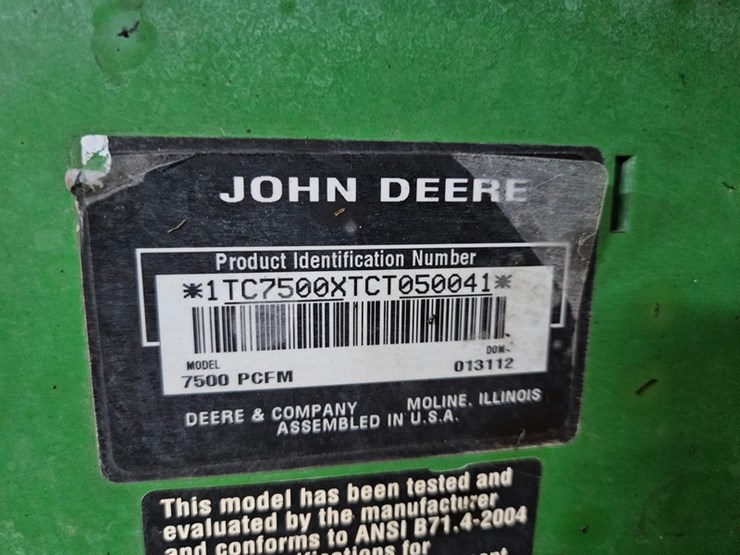 JOHN DEERE
Product Identification Number
*1TC7500XTCT050041*
MODEL
DOM-
7500 PCFM
013112
DEERE & COMPANY MOLINE, ILLINOIS
ASSEMBLED IN U.S.A.
This model has been tested and
evaluated by the manufacturer
and conforms to ANSI B71.4-2004
for